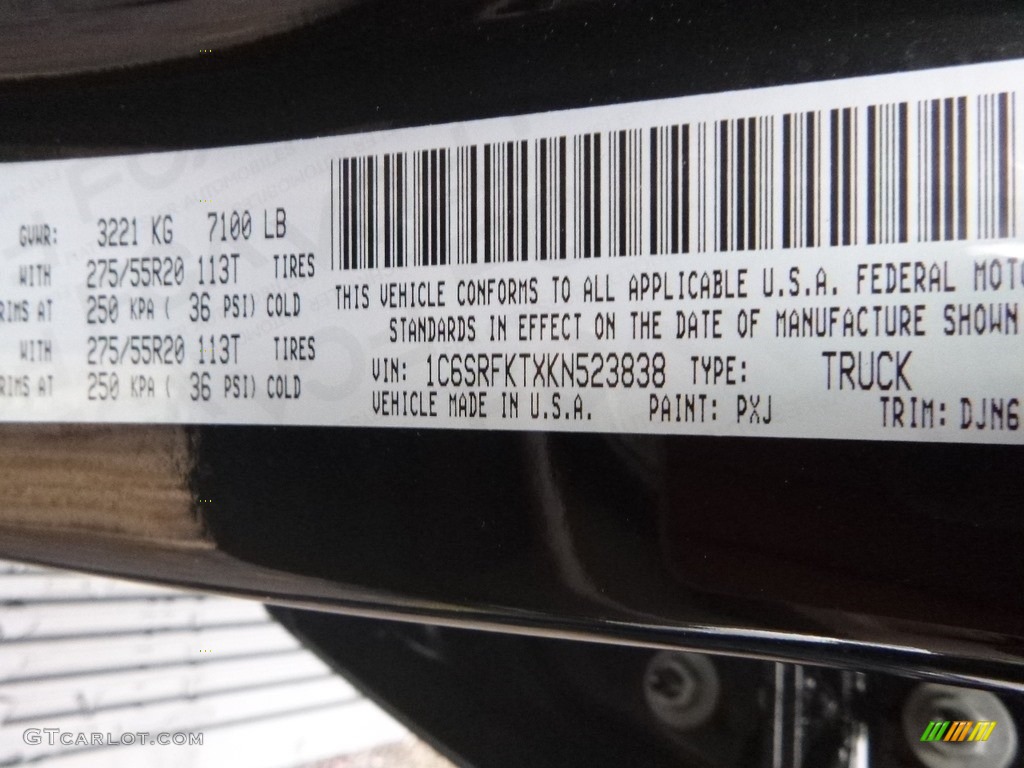 GVWR: 3221 KG 7100 LB
WITH 275/55R20 113T TIRES
RIMS AT 250 KPA ( 36 PSI) COLD
WITH 275/55R20 113T TIRES
RIMS AT 250 KPA ( 36 PSI) COLD
THIS VEHICLE CONFORMS TO ALL APPLICABLE U.S.A. FEDERAL MOTO
STANDARDS IN EFFECT ON THE DATE OF MANUFACTURE SHOWN
VIN: 1C6SRFKTXKN523838 TYPE: TRUCK
VEHICLE MADE IN U.S.A. PAINT: PXJ TRIM: DJN6
GTCARLOT.COM